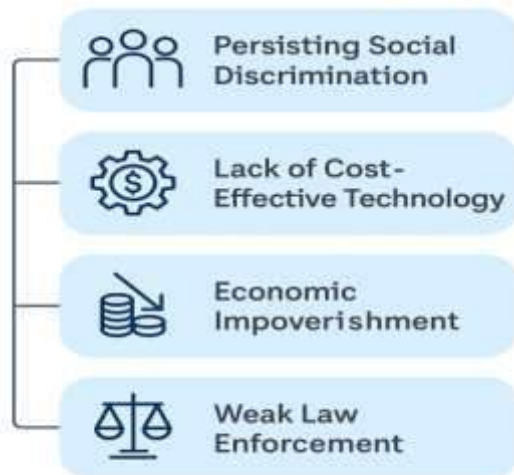 Persisting Social
Discrimination
$
Lack of Cost-
Effective Technology
Economic
Impoverishment
Weak Law
Enforcement